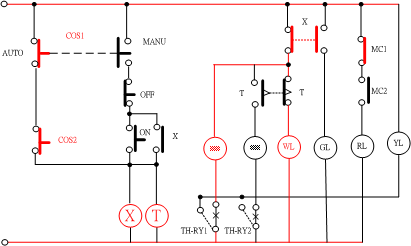 COS1
X
AUTO
MANU
MC1
T
T
OFF
MC2
COS2
ON
X
WL
GL
RL
YL
X
T
TH-RY1
TH-RY2